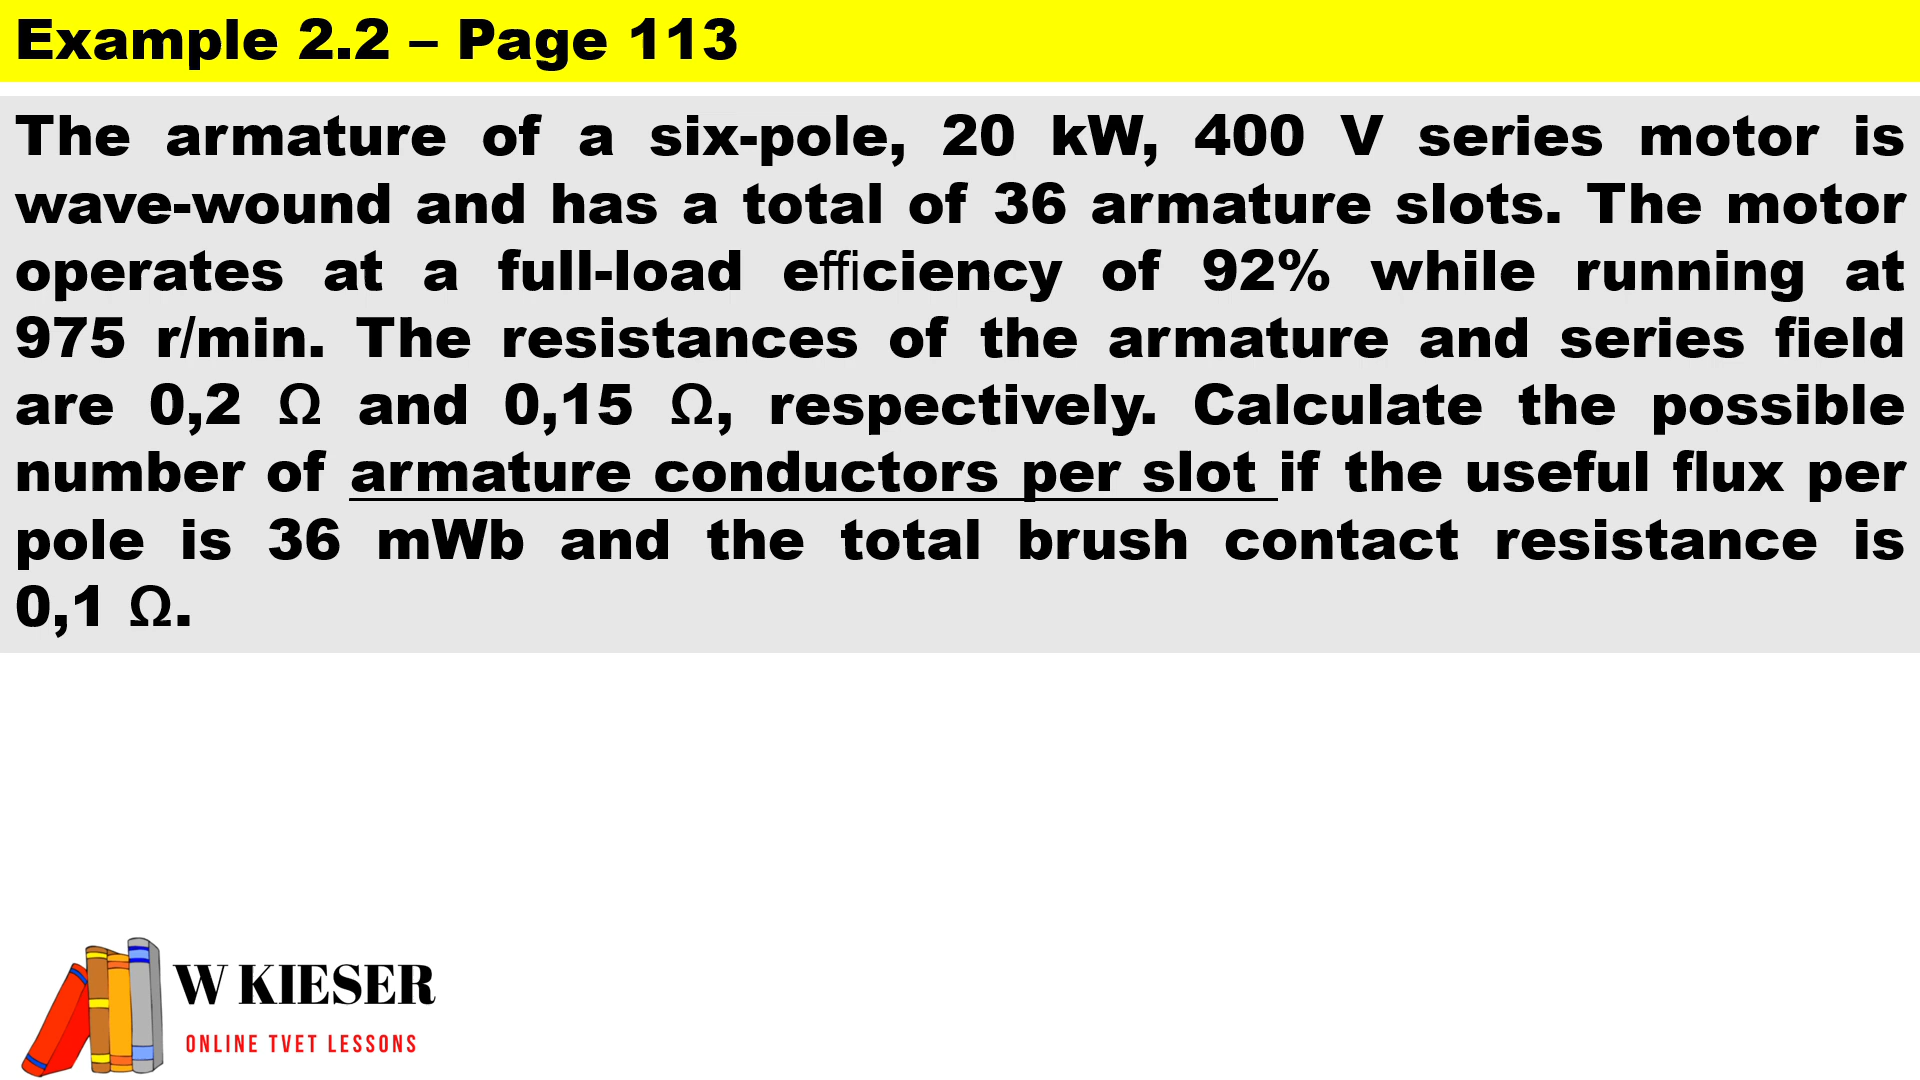 Example 2.2 – Page 113
The armature of a six-pole, 20 kW, 400 V series motor is
wave-wound and has a total of 36 armature slots. The motor
operates at a full-load efficiency of 92% while running at
975 r/min. The resistances of the armature and series field
are 0,2 Ω and 0,15 Ω, respectively. Calculate the possible
number of armature conductors per slot if the useful flux per
pole is 36 mWb and the total brush contact resistance is
0,1 Ω.
W KIESER
ONLINE TVET LESSONS